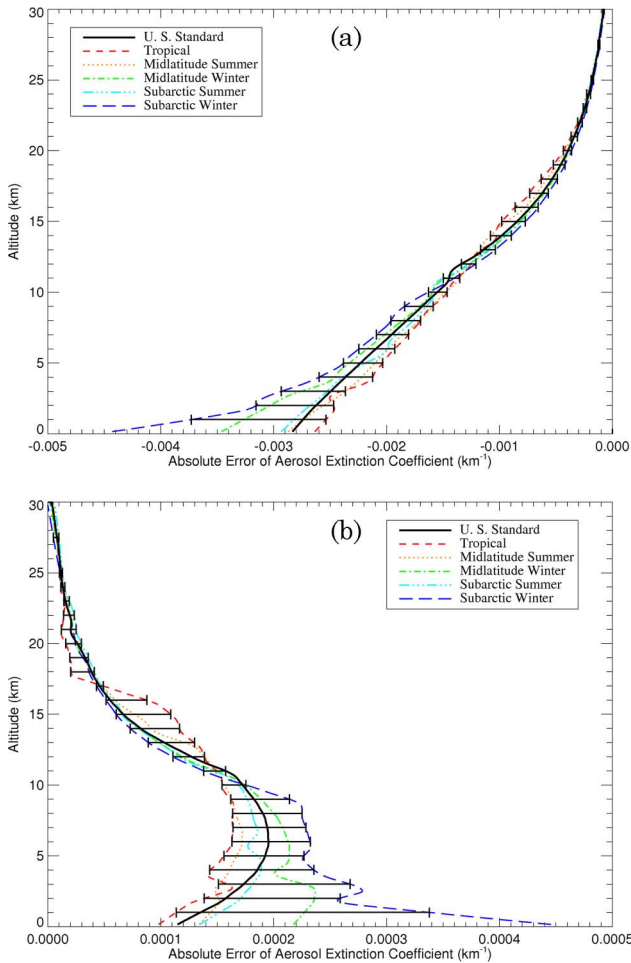 30
(a)
U. S. Standard
Tropical
Midlatitude Summer
Midlatitude Winter
Subarctic Summer
Subarctic Winter
25
20
15
10
5
0
Altitude (km)
-0.005 -0.004 -0.003 -0.002 -0.001 0.000
Absolute Error of Aerosol Extinction Coefficient (km⁻¹)
30
(b)
U. S. Standard
Tropical
Midlatitude Summer
Midlatitude Winter
Subarctic Summer
Subarctic Winter
25
20
15
10
5
0
Altitude (km)
0.0000 0.0001 0.0002 0.0003 0.0004 0.0005
Absolute Error of Aerosol Extinction Coefficient (km⁻¹)